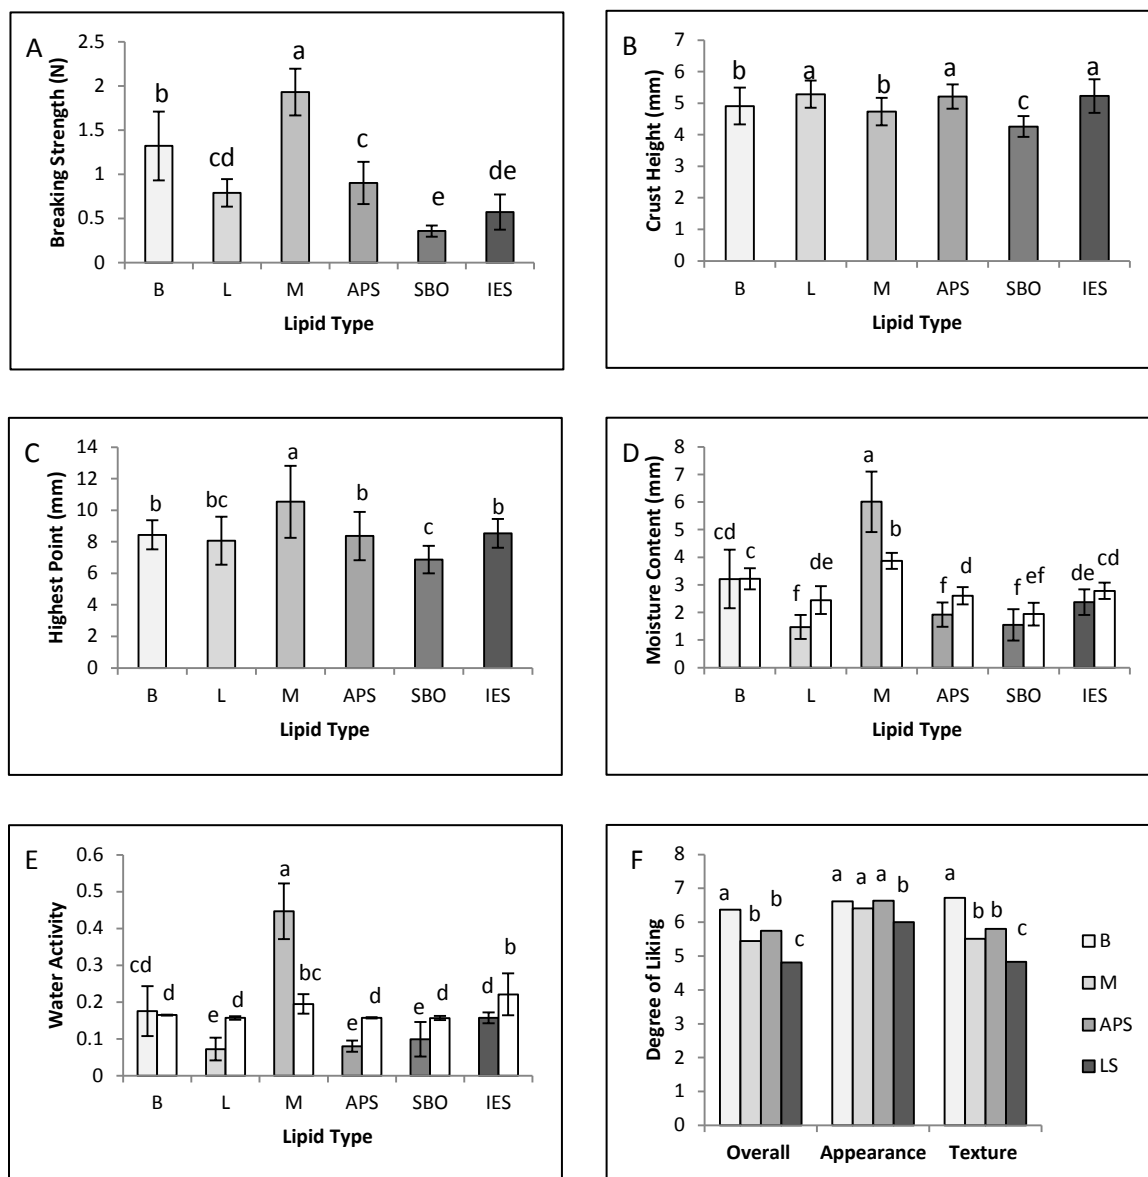 A
Breaking Strength (N)
2.5
2
1.5
1
0.5
0
b
cd
a
c
e
de
B L M APS SBO IES
Lipid Type
B
Crust Height (mm)
7
6
5
4
3
2
1
0
b
a
b
a
c
a
B L M APS SBO IES
Lipid Type
C
Highest Point (mm)
14
12
10
8
6
4
2
0
b
bc
a
b
c
b
B L M APS SBO IES
Lipid Type
D
Moisture Content (mm)
8
7
6
5
4
3
2
1
0
cd
c
f
de
a
b
f
d
f
ef
de
cd
B L M APS SBO IES
Lipid Type
E
Water Activity
0.6
0.5
0.4
0.3
0.2
0.1
0
cd
d
e
d
a
bc
e
d
e
d
d
b
B L M APS SBO IES
Lipid Type
F
Degree of Liking
8
7
6
5
4
3
2
1
0
a
b
b
c
a
a
a
b
a
b
b
c
Overall Appearance Texture
B
M
APS
LS